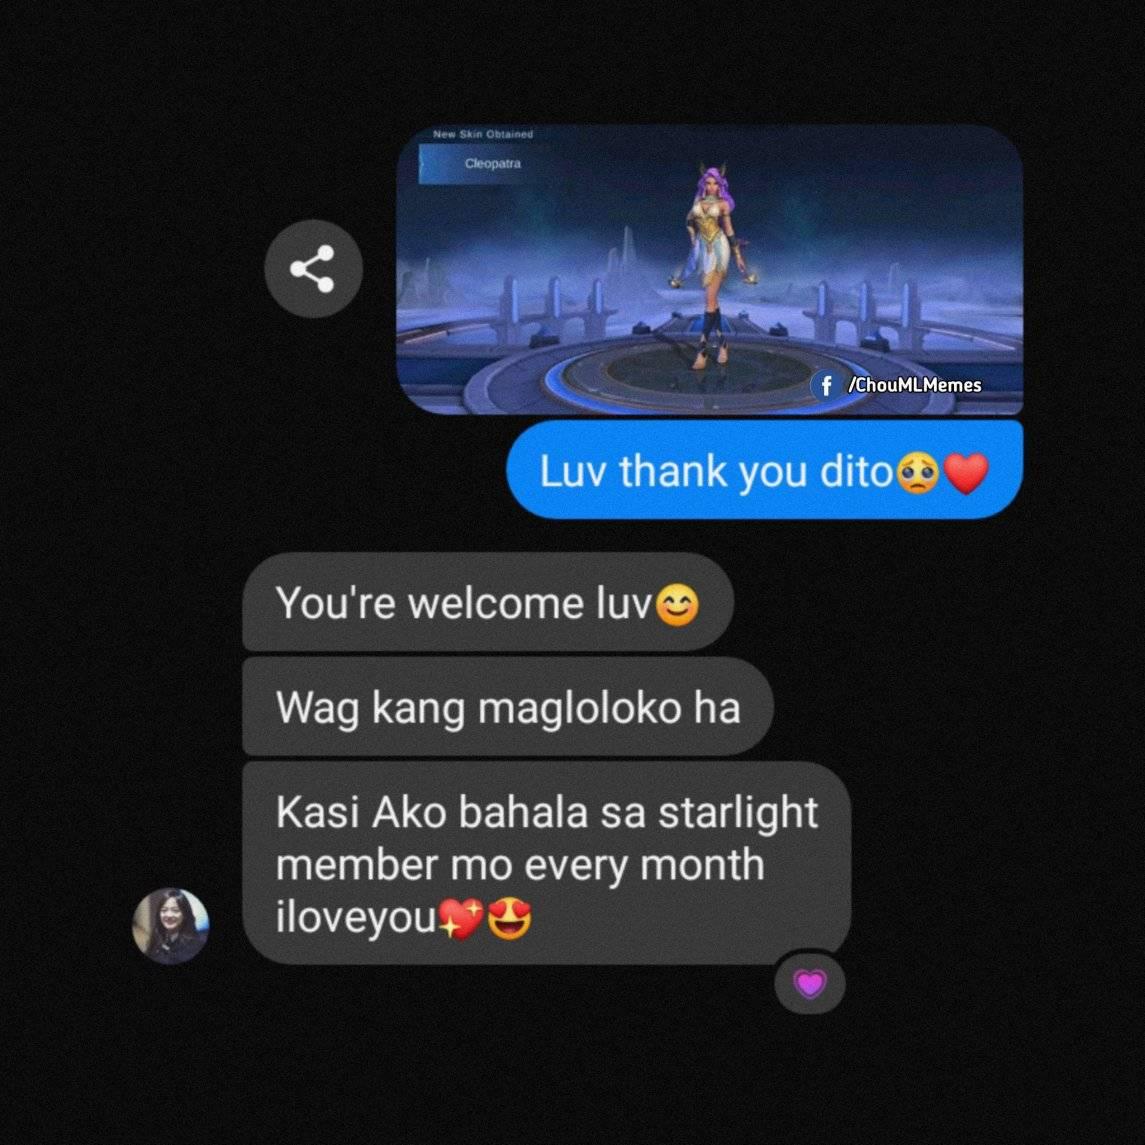 New Skin Obtained
Cleopatra
/ChouMLMemes
Luv thank you dito🥺❤️
You're welcome luv😊
Wag kang magloloko ha
Kasi Ako bahala sa starlight
member mo every month
iloveyou💖😍